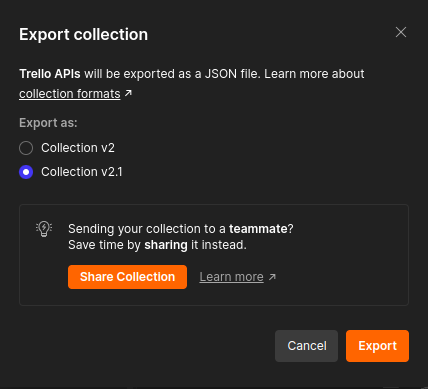 Export collection
Trello APIs will be exported as a JSON file. Learn more about
collection formats ↗
Export as:
Collection v2
Collection v2.1
Sending your collection to a teammate?
Save time by sharing it instead.
Share Collection
Learn more ↗
Cancel
Export